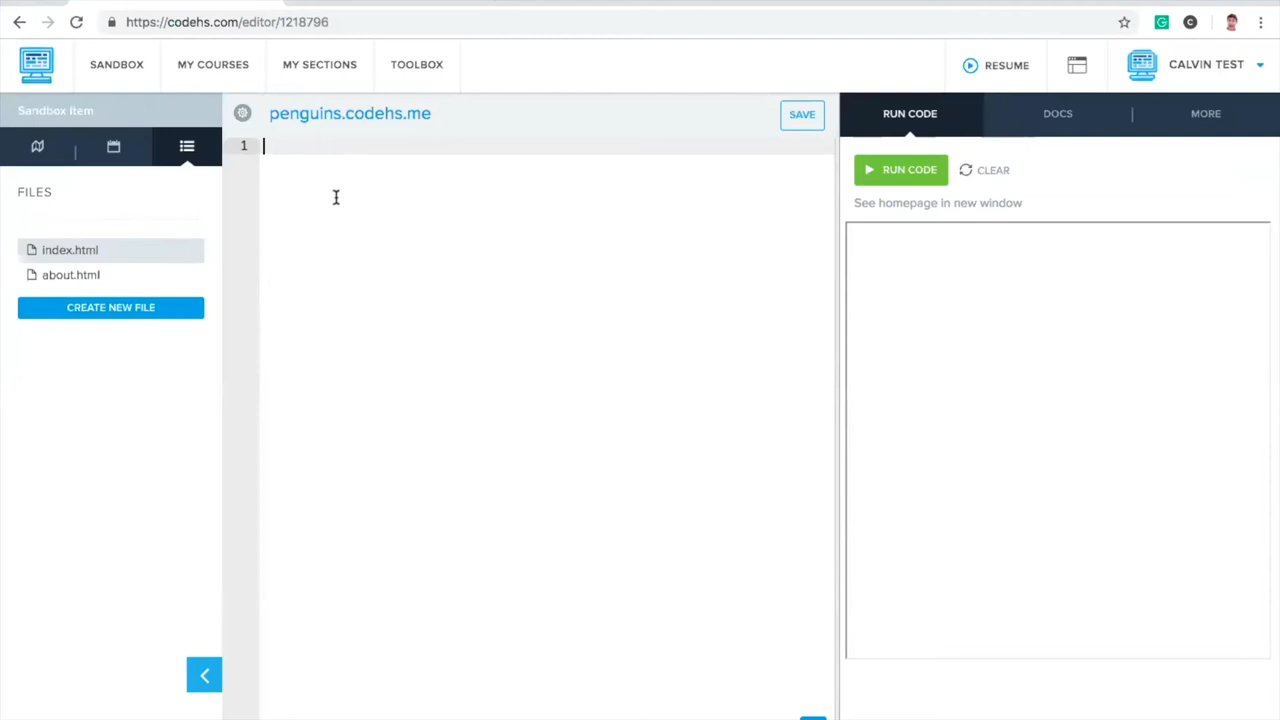 https://codehs.com/editor/1218796
SANDBOX MY COURSES MY SECTIONS TOOLBOX RESUME CALVIN TEST
Sandbox Item
penguins.codehs.me
SAVE
RUN CODE DOCS MORE
1
FILES
RUN CODE CLEAR
See homepage in new window
index.html
about.html
CREATE NEW FILE